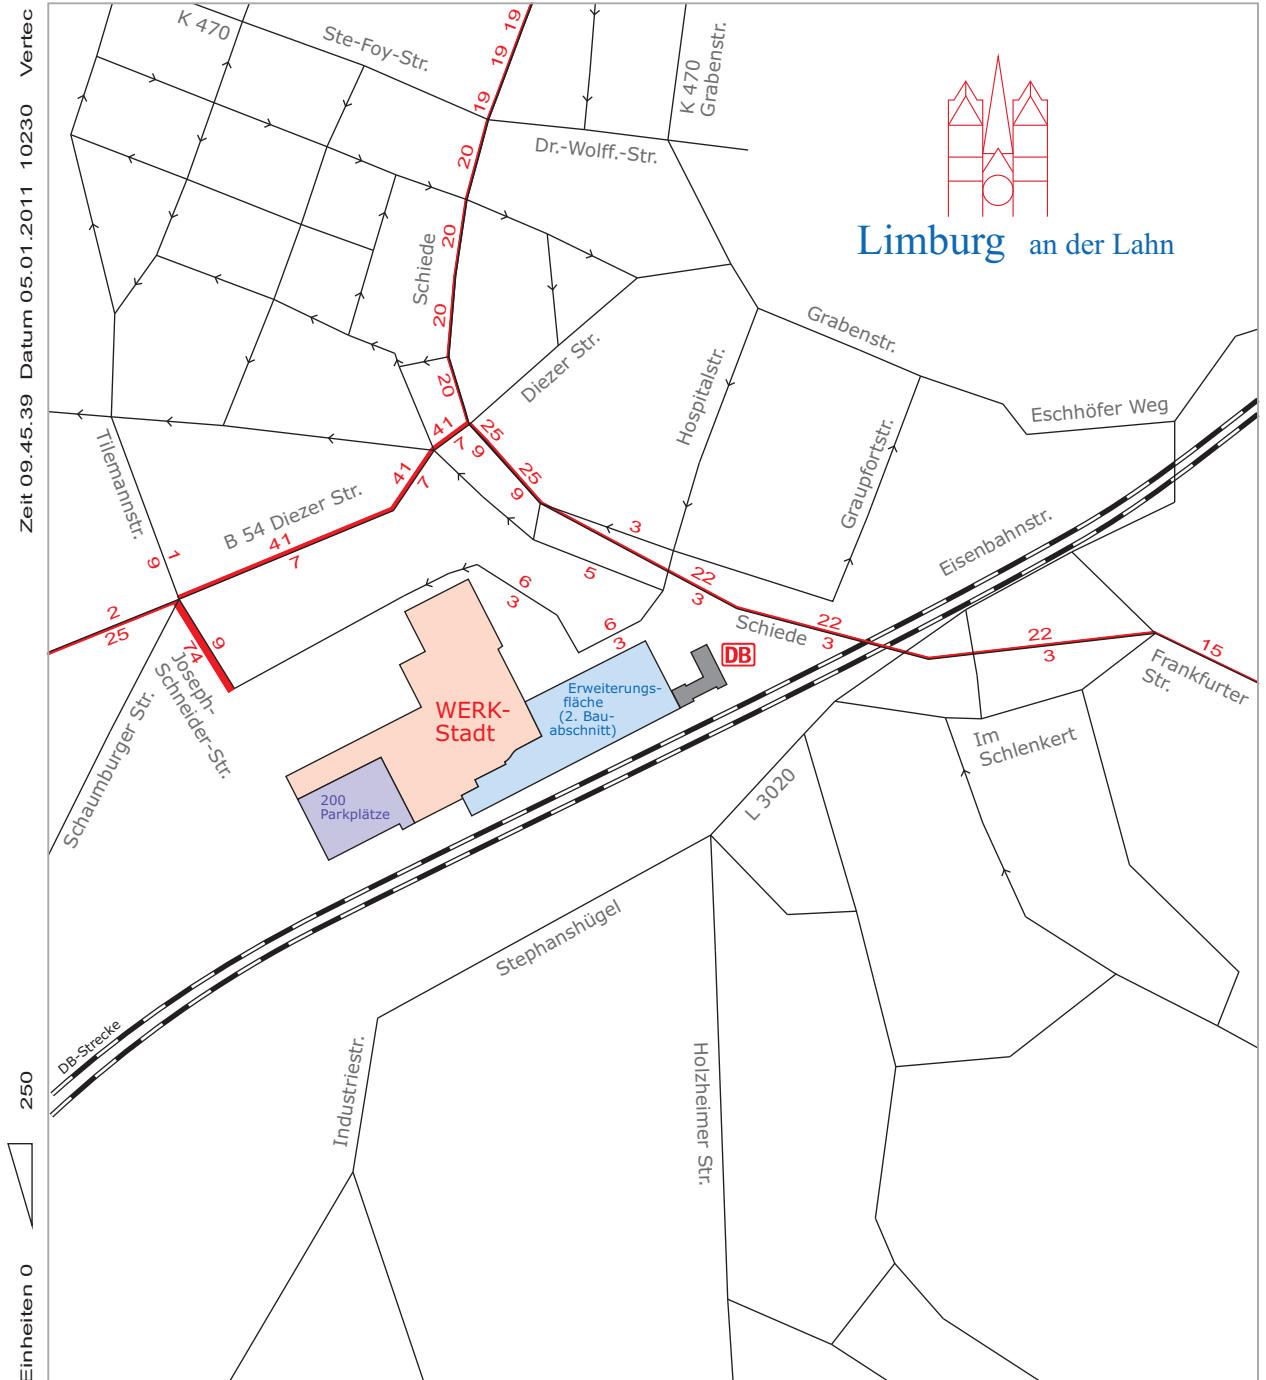 Zeit 09.45.39 Datum 05.01.2011 10230 Vertec
Einheiten 0 250
K 470
Ste-Foy-Str.
19
19
19
K 470
Grabenstr.
Dr.-Wolff.-Str.
20
Schiede
20
20
20
Limburg an der Lahn
Grabenstr.
Diezer Str.
Hospitalstr.
Eschhöfer Weg
Graupfortstr.
Tilemannstr.
41
7
25
9
41
7
25
9
B 54 Diezer Str.
41
7
3
Eisenbahnstr.
1
9
5
6
3
22
3
2
25
6
3
Schiede
22
3
22
3
15
Frankfurter
Str.
9
74
Joseph-
Schneider-Str.
Schaumburger Str.
DB
Erweiterungs-
fläche
(2. Bau-
abschnitt)
WERK-
Stadt
200
Parkplätze
Im
Schlenkert
L 3020
Stephanshügel
DB-Strecke
Industriestr.
Holzheimer Str.